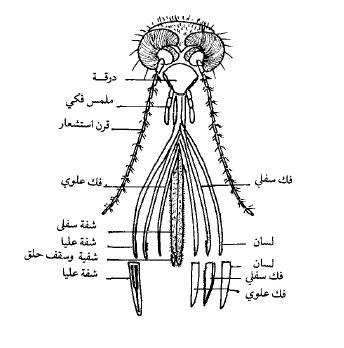 درقة
ملمس فكي
قرن استشعار
فك علوي
فك سفلي
شفة سفلى
شفة عليا
لسان
شفية وسقف حلق
شفة عليا
لسان
فك سفلي
فك علوي